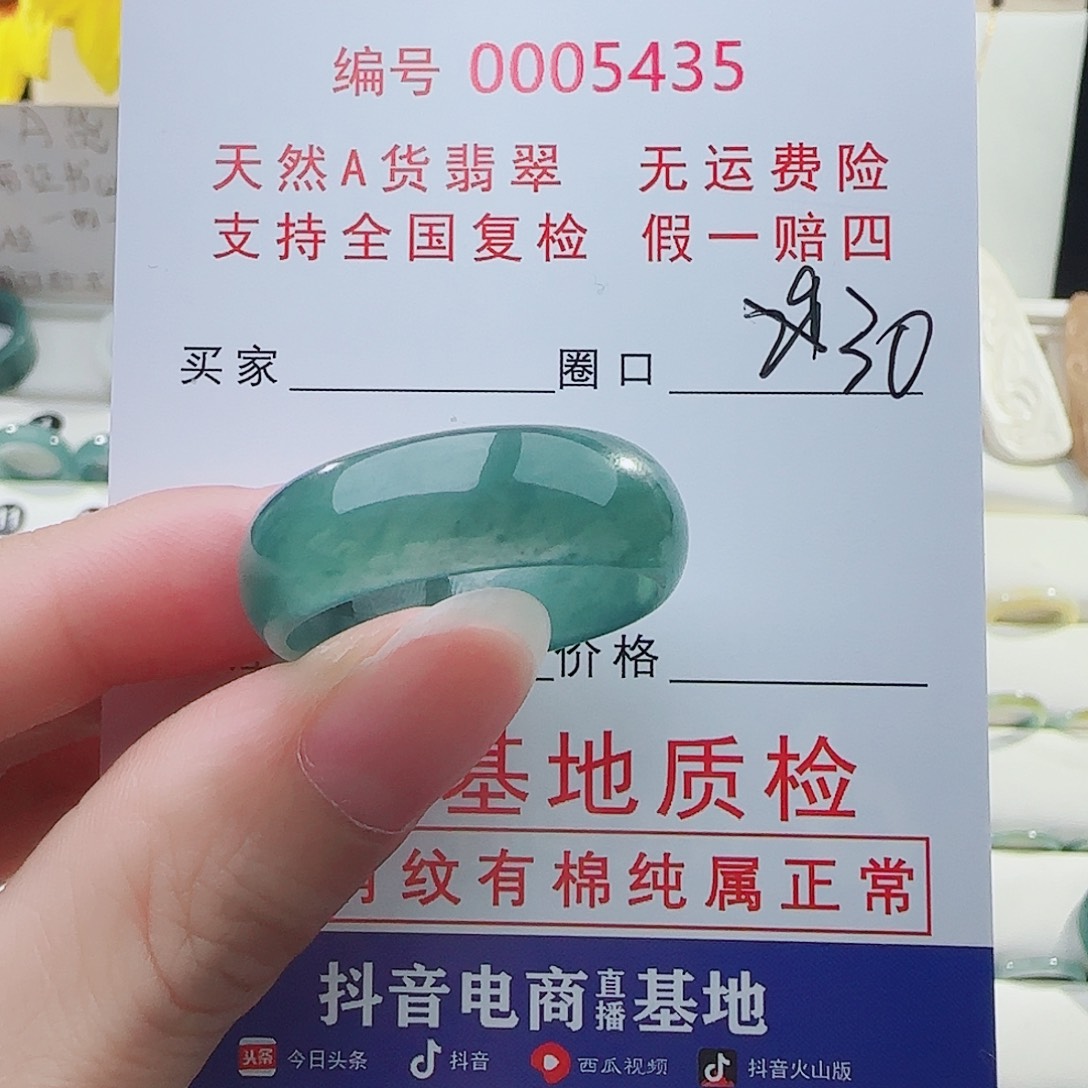 编号 0005435
天然A货翡翠 无运费险
支持全国复检 假一赔四
买家 圈口 30
价格
基地质检
纹有棉纯属正常
抖音电商直播基地
头条 今日头条 抖音 西瓜视频 抖音火山版